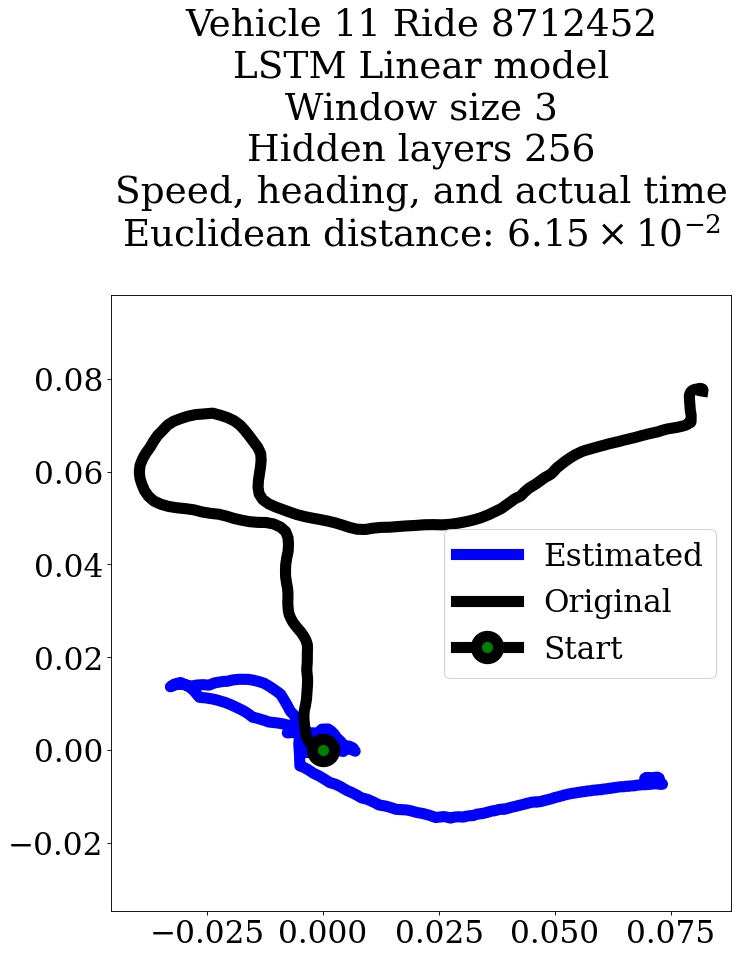 Vehicle 11 Ride 8712452
LSTM Linear model
Window size 3
Hidden layers 256
Speed, heading, and actual time
Euclidean distance: 6.15 × 10⁻²
0.08
0.06
0.04
0.02
0.00
−0.02
Estimated
Original
Start
−0.025 0.000 0.025 0.050 0.075